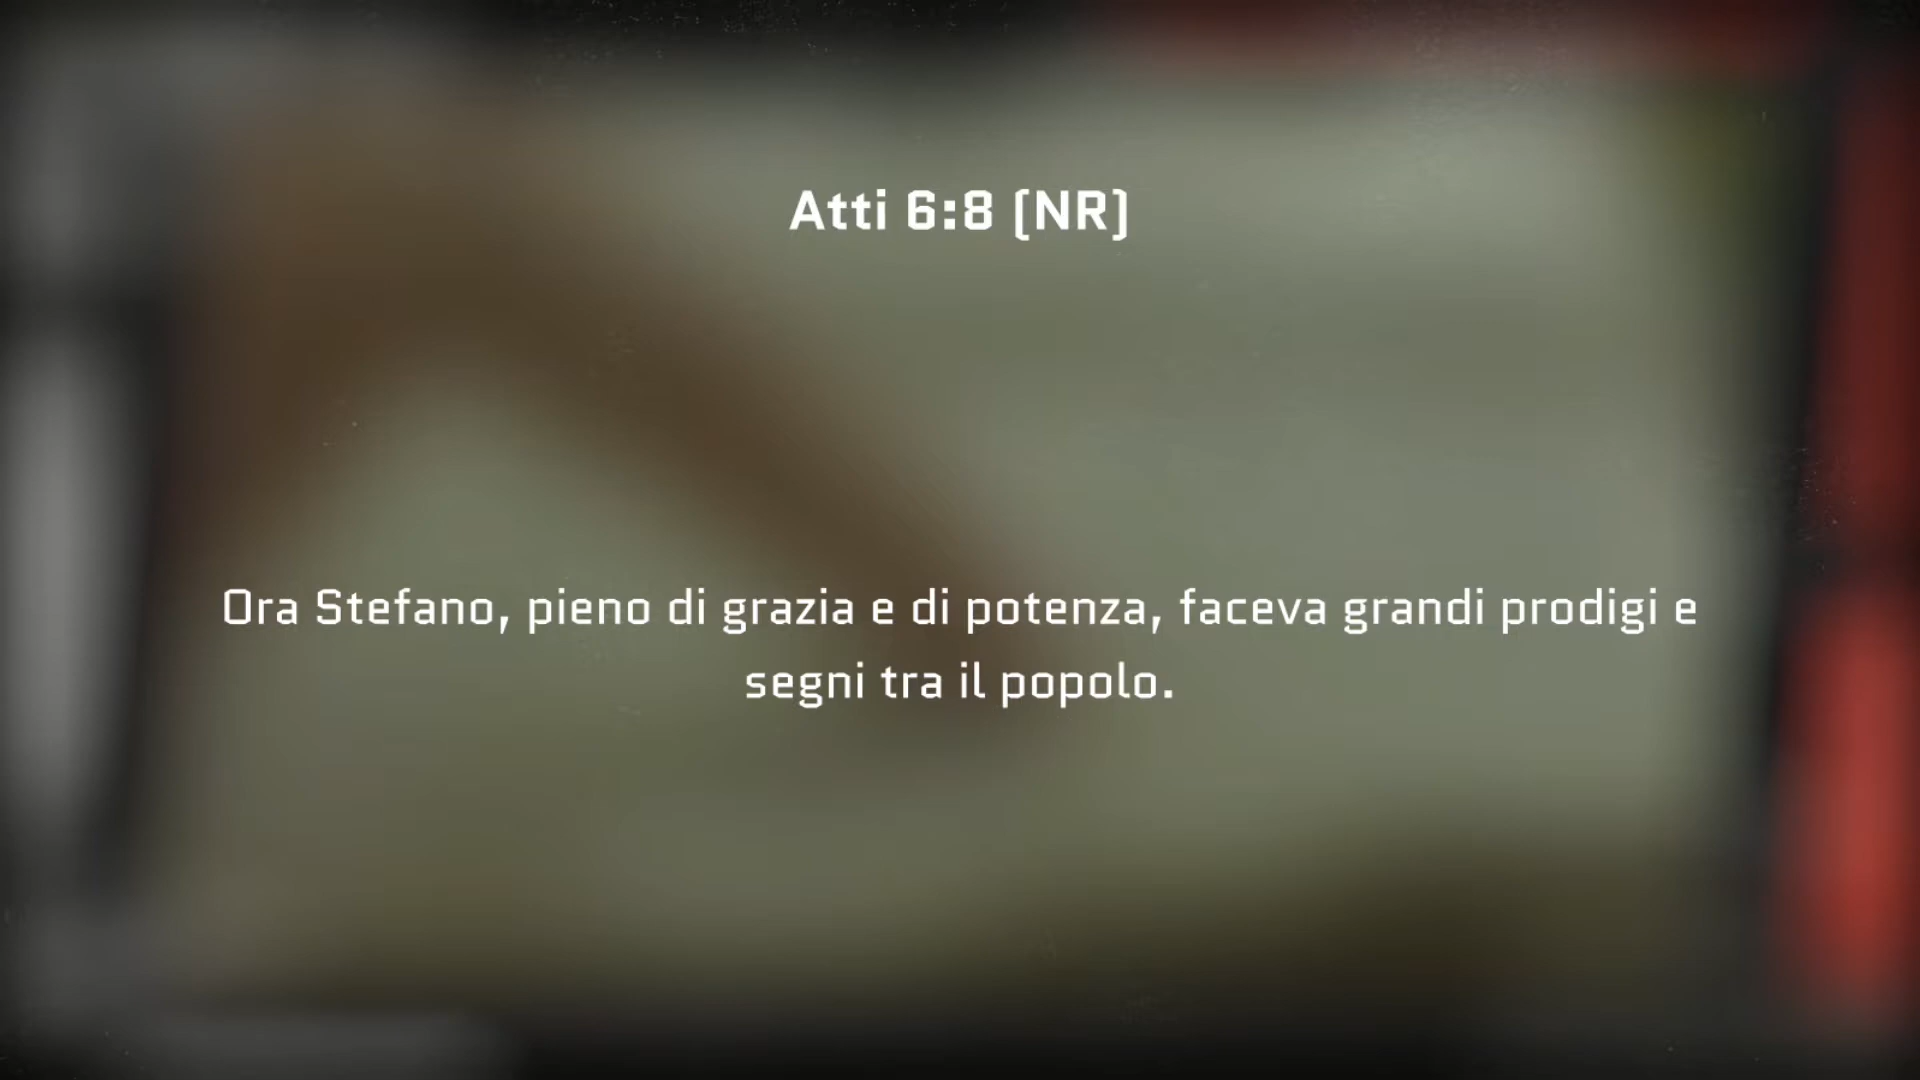 Atti 6:8 (NR)
Ora Stefano, pieno di grazia e di potenza, faceva grandi prodigi e
segni tra il popolo.